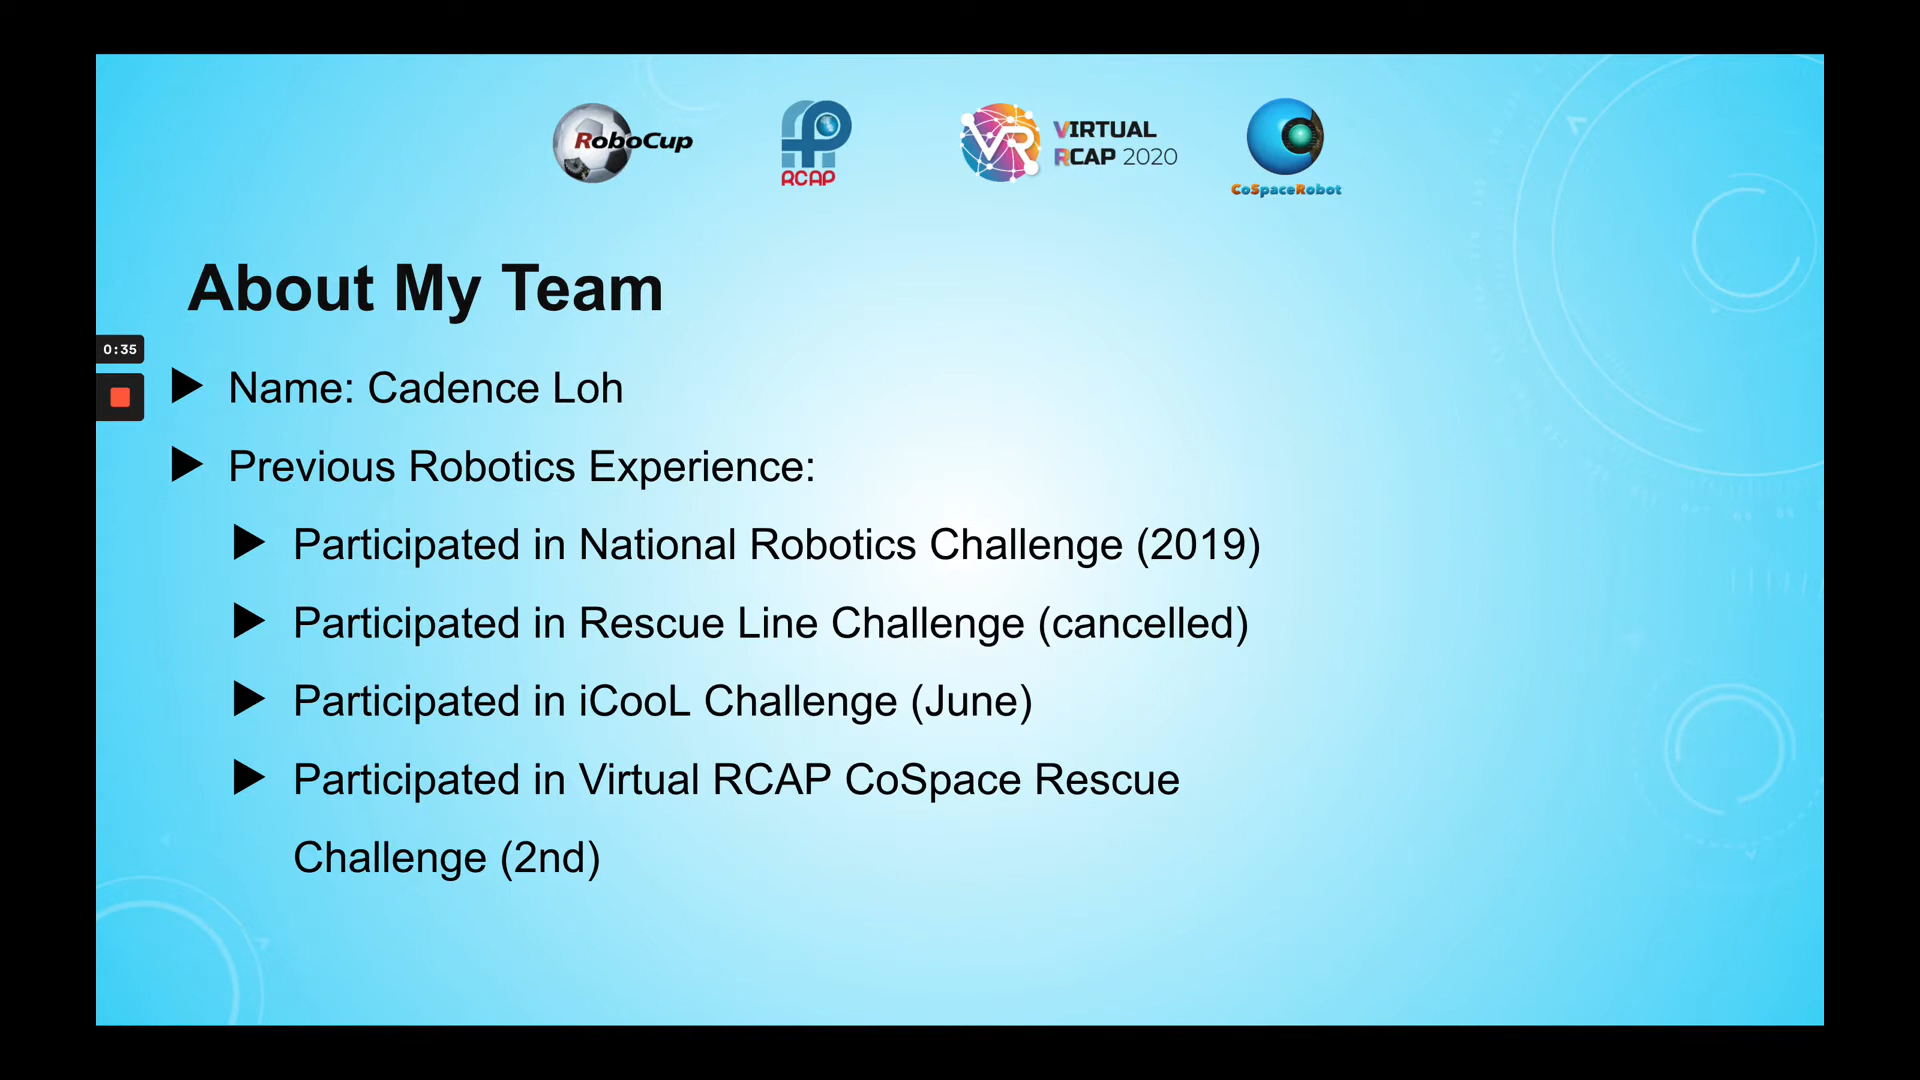 RoboCup
RCAP
VR
VIRTUAL
RCAP 2020
CoSpaceRobot
About My Team
0:35
Name: Cadence Loh
Previous Robotics Experience:
Participated in National Robotics Challenge (2019)
Participated in Rescue Line Challenge (cancelled)
Participated in iCooL Challenge (June)
Participated in Virtual RCAP CoSpace Rescue
Challenge (2nd)